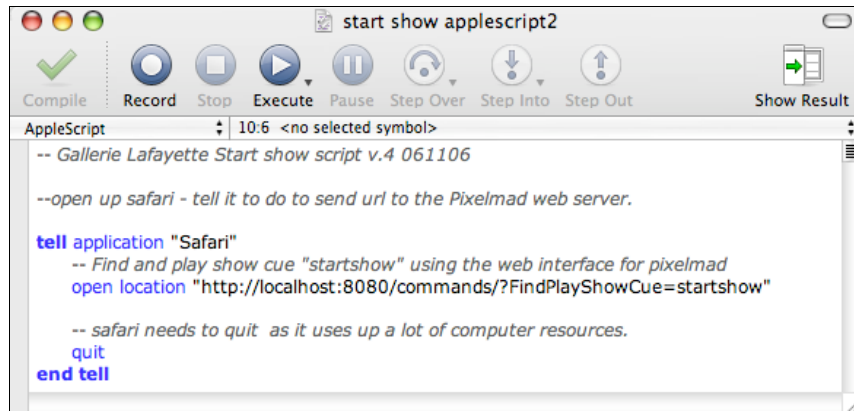 start show applescript2
Compile Record Stop Execute Pause Step Over Step Into Step Out Show Result
AppleScript 10:6 <no selected symbol>
-- Gallerie Lafayette Start show script v.4 061106
--open up safari - tell it to do to send url to the Pixelmad web server.
tell application "Safari"
-- Find and play show cue "startshow" using the web interface for pixelmad
open location "http://localhost:8080/commands/?FindPlayShowCue=startshow"
-- safari needs to quit  as it uses up a lot of computer resources.
quit
end tell